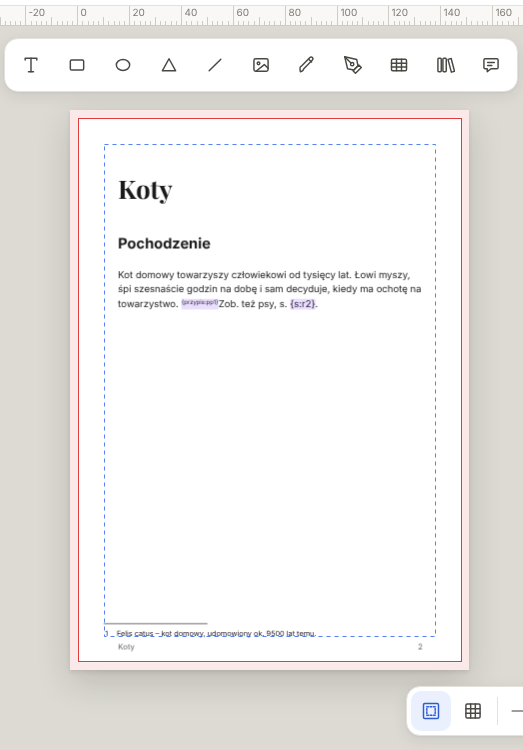 -20 0 20 40 60 80 100 120 140 160
Koty
Pochodzenie
Kot domowy towarzyszy człowiekowi od tysięcy lat. Łowi myszy,
śpi szesnaście godzin na dobę i sam decyduje, kiedy ma ochotę na
towarzystwo. {przypis:pp1}Zob. też psy, s. {s:r2}.
1 Felis catus – kot domowy, udomowiony ok. 9500 lat temu.
Koty 2